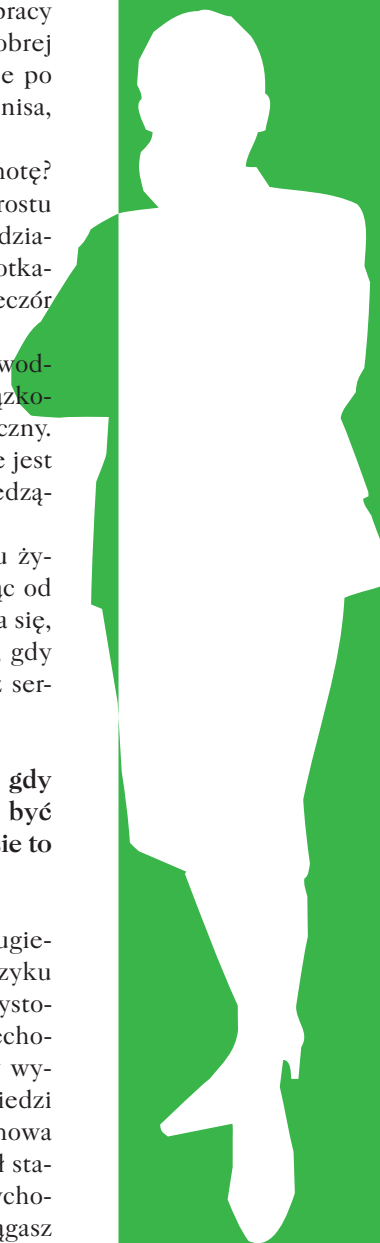 pracy
obrej
e po
nisa,
notę?
rostu
dzia-
otka-
eczór
wod-
ązko-
czny.
e jest
edzą-
u ży-
ąc od
a się,
gdy
z ser-
gdy
być
sie to
ugie-
zyku
ysto-
echo-
wy-
iedzi
nowa
ł sta-
ycho-
ągasz